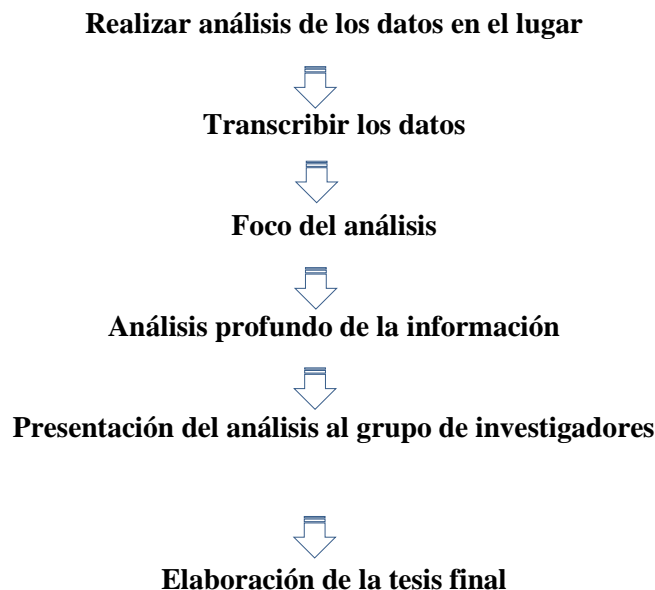 Realizar análisis de los datos en el lugar
Transcribir los datos
Foco del análisis
Análisis profundo de la información
Presentación del análisis al grupo de investigadores
Elaboración de la tesis final